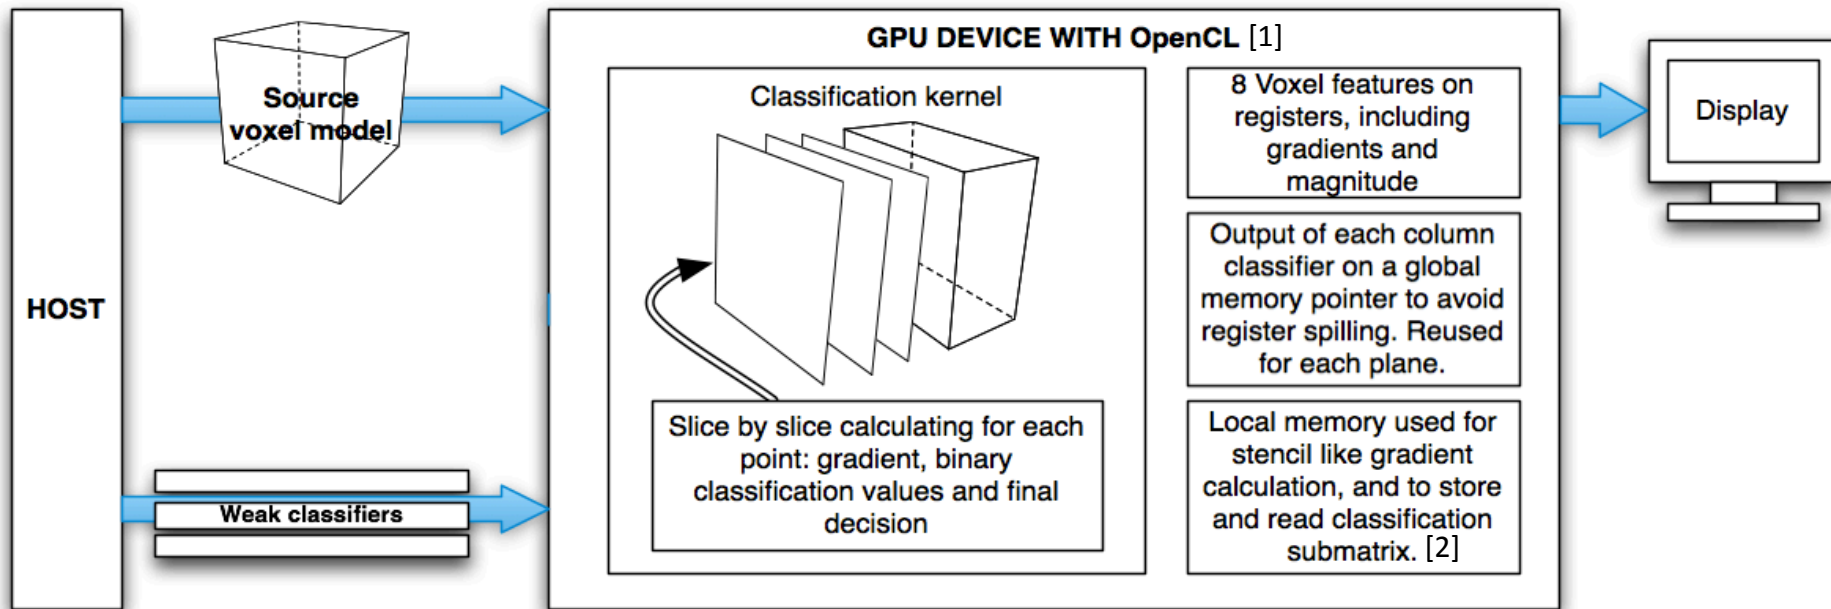 HOST
Source
voxel model
Weak classifiers
GPU DEVICE WITH OpenCL [1]
Classification kernel
Slice by slice calculating for each
point: gradient, binary
classification values and final
decision
8 Voxel features on
registers, including
gradients and
magnitude
Output of each column
classifier on a global
memory pointer to avoid
register spilling. Reused
for each plane.
Local memory used for
stencil like gradient
calculation, and to store
and read classification
submatrix. [2]
Display